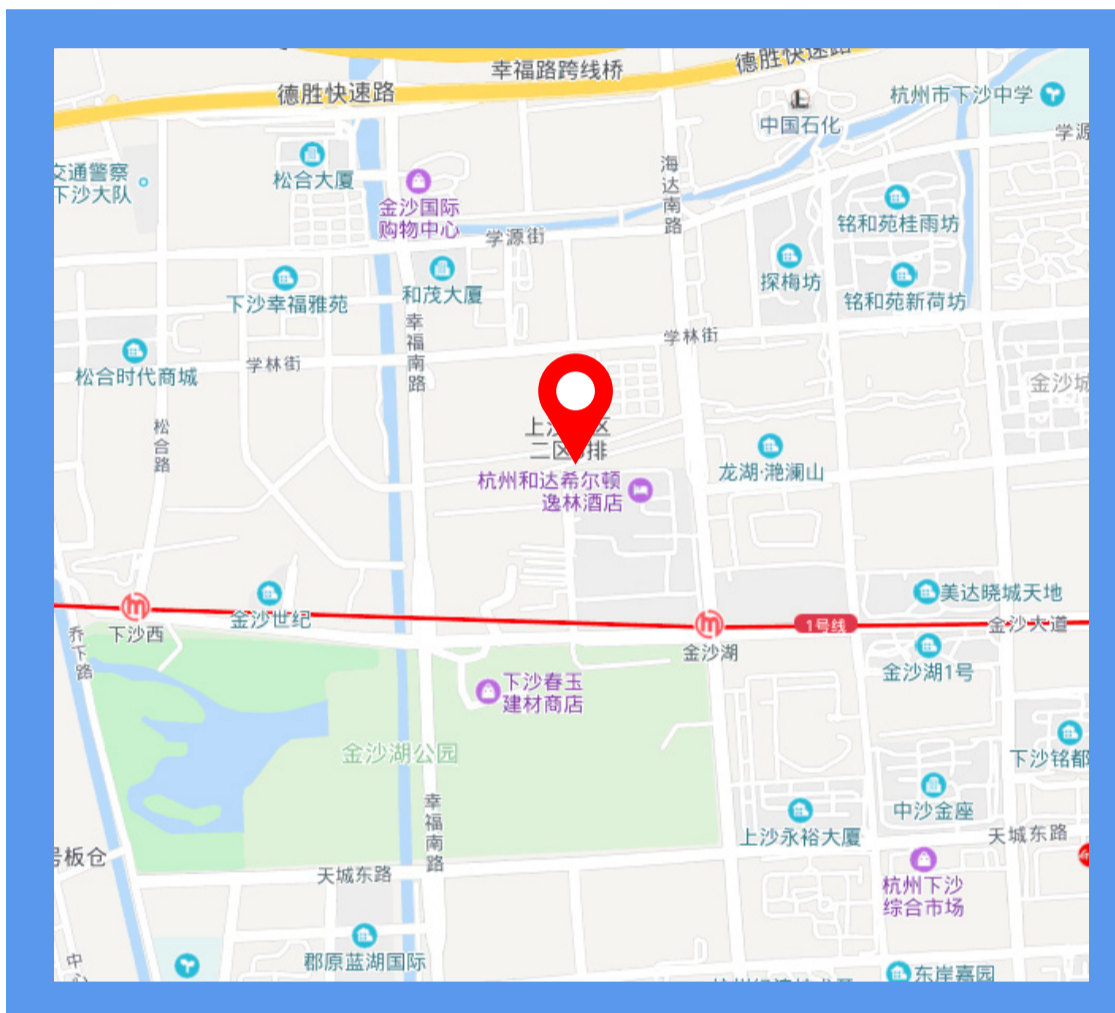 幸福路跨线桥
德胜快速路
德胜快速路
杭州市下沙中学
中国石化
学源
交通警察
下沙大队
松合大厦
海达南路
金沙国际
购物中心
铭和苑桂雨坊
学源街
探梅坊
和茂大厦
下沙幸福雅苑
铭和苑新荷坊
幸福南路
学林街
学林街
松合时代商城
金沙城
松合路
上沙
区
二区
排
龙湖·滟澜山
杭州和达希尔顿
逸林酒店
美达晓城天地
金沙世纪
1号线
金沙大道
乔下路
下沙西
金沙湖
金沙湖1号
下沙春玉
建材商店
金沙湖公园
下沙铭都
幸福南路
中沙金座
上沙永裕大厦
天城东路
号板仓
天城东路
杭州下沙
综合市场
郡原蓝湖国际
中心
东岸嘉园